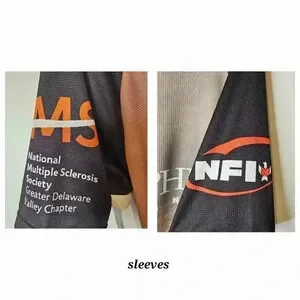 MS
National
Multiple Sclerosis
Society
Greater Delaware
Valley Chapter
NFI
sleeves